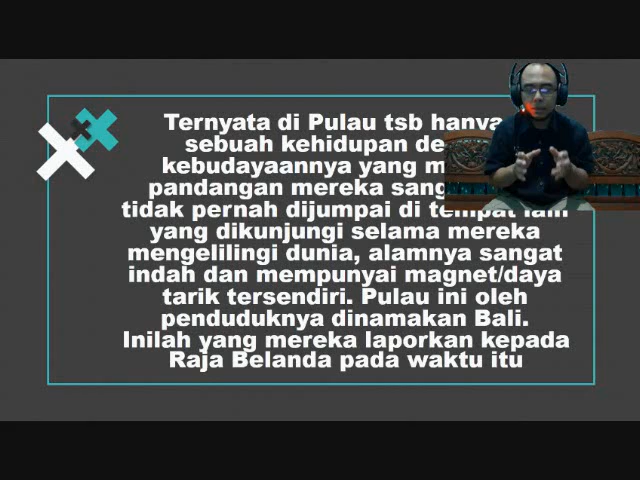 Ternyata di Pulau tsb hanya
sebuah kehidupan
kebudayaannya yang
pandangan mereka
tidak pernah dijumpai di tempat lain
yang dikunjungi selama mereka
mengelilingi dunia, alamnya sangat
indah dan mempunyai magnet/daya
tarik tersendiri. Pulau ini oleh
penduduknya dinamakan Bali.
Inilah yang mereka laporkan kepada
Raja Belanda pada waktu itu